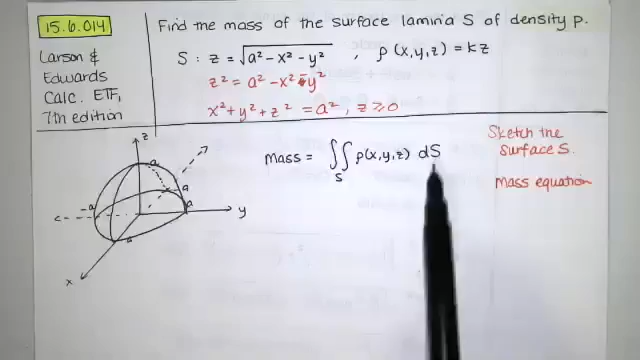 15.6.014
Find the mass of the surface lamina S of density ρ.
Larson &
Edwards
Calc. ETF,
7th edition
S : z = √(a² - x² - y²) , ρ(x,y,z) = kz
z² = a² - x² - y²
x² + y² + z² = a² , z ≥ 0
Mass = ∬_S ρ(x,y,z) dS
Sketch the
surface S.
Mass equation
z
a
a
-a
a
y
a
x